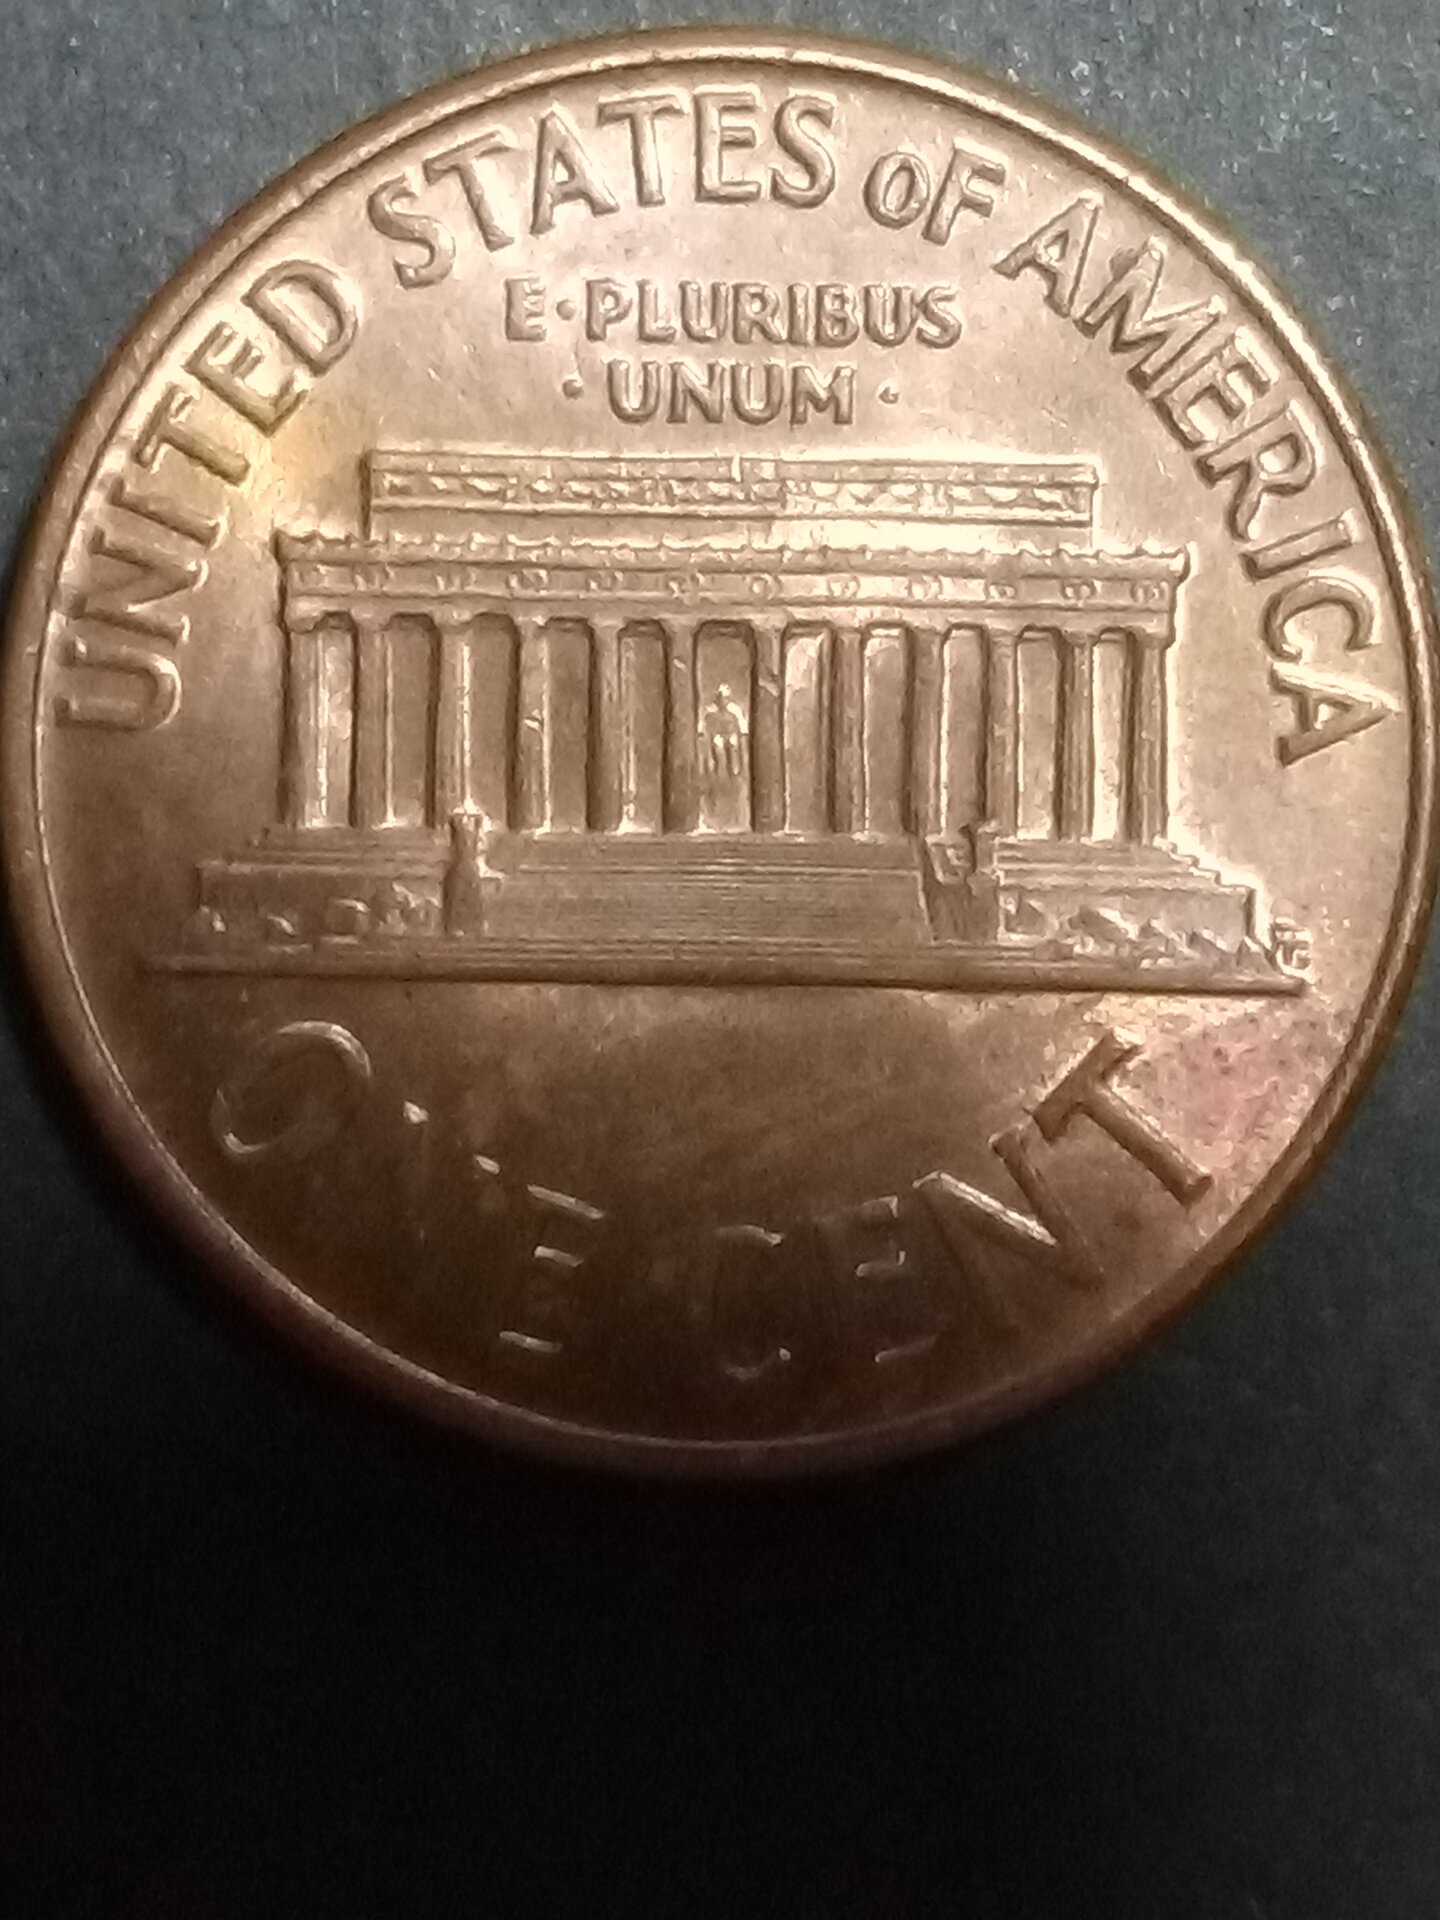 UNITED STATES OF AMERICA
E·PLURIBUS
·UNUM·
ONE CENT